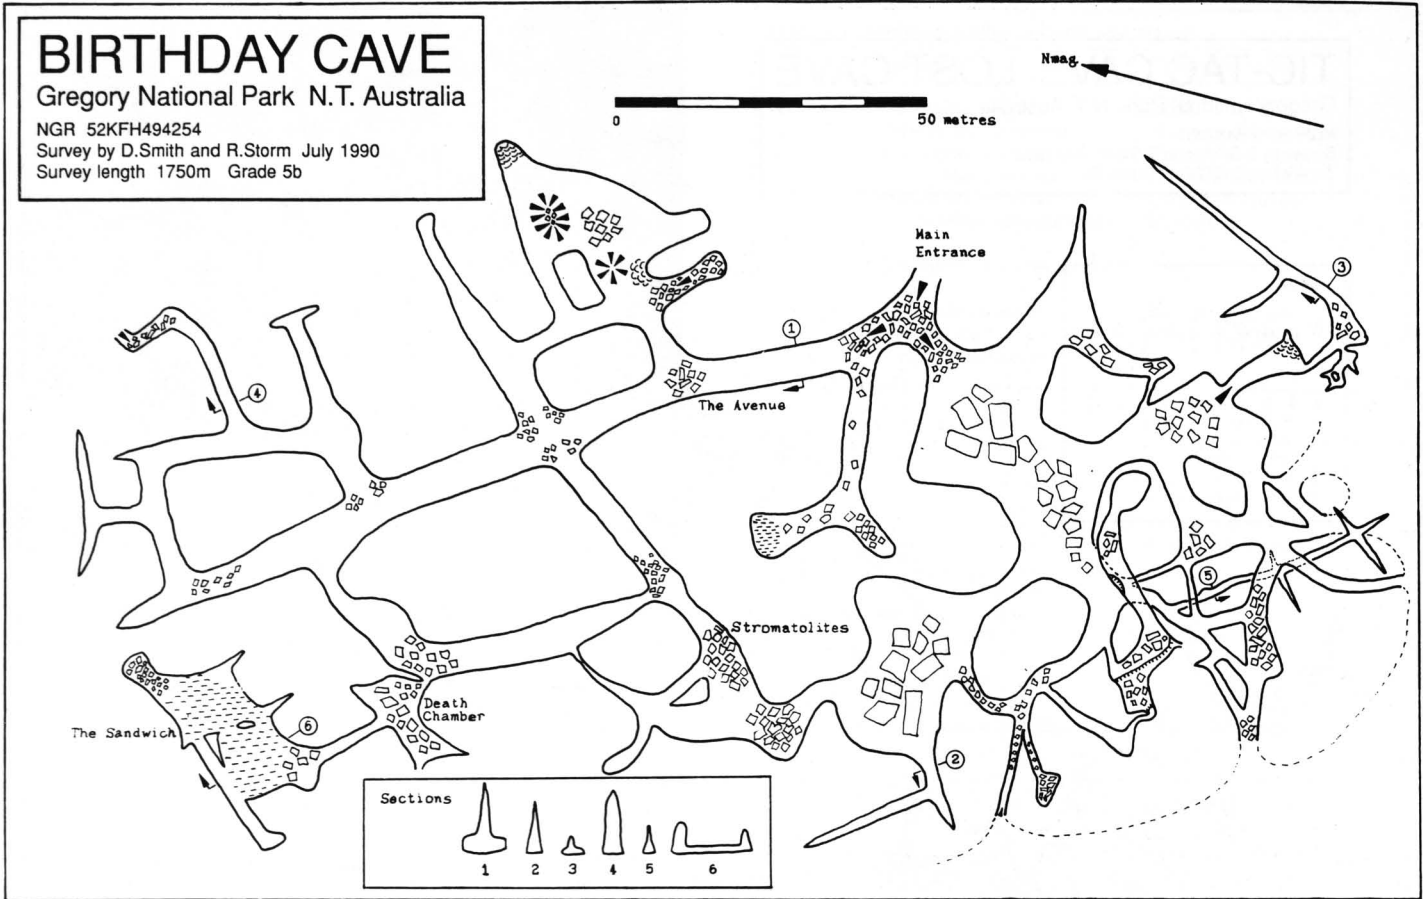 BIRTHDAY CAVE
Gregory National Park N.T. Australia
NGR 52KFH494254
Survey by D.Smith and R.Storm July 1990
Survey length 1750m Grade 5b
Nmag.
0 50 metres
Main
Entrance
3
1
The Avenue
4
5
Stromatolites
Death
Chamber
The Sandwich
6
2
Sections
1 2 3 4 5 6